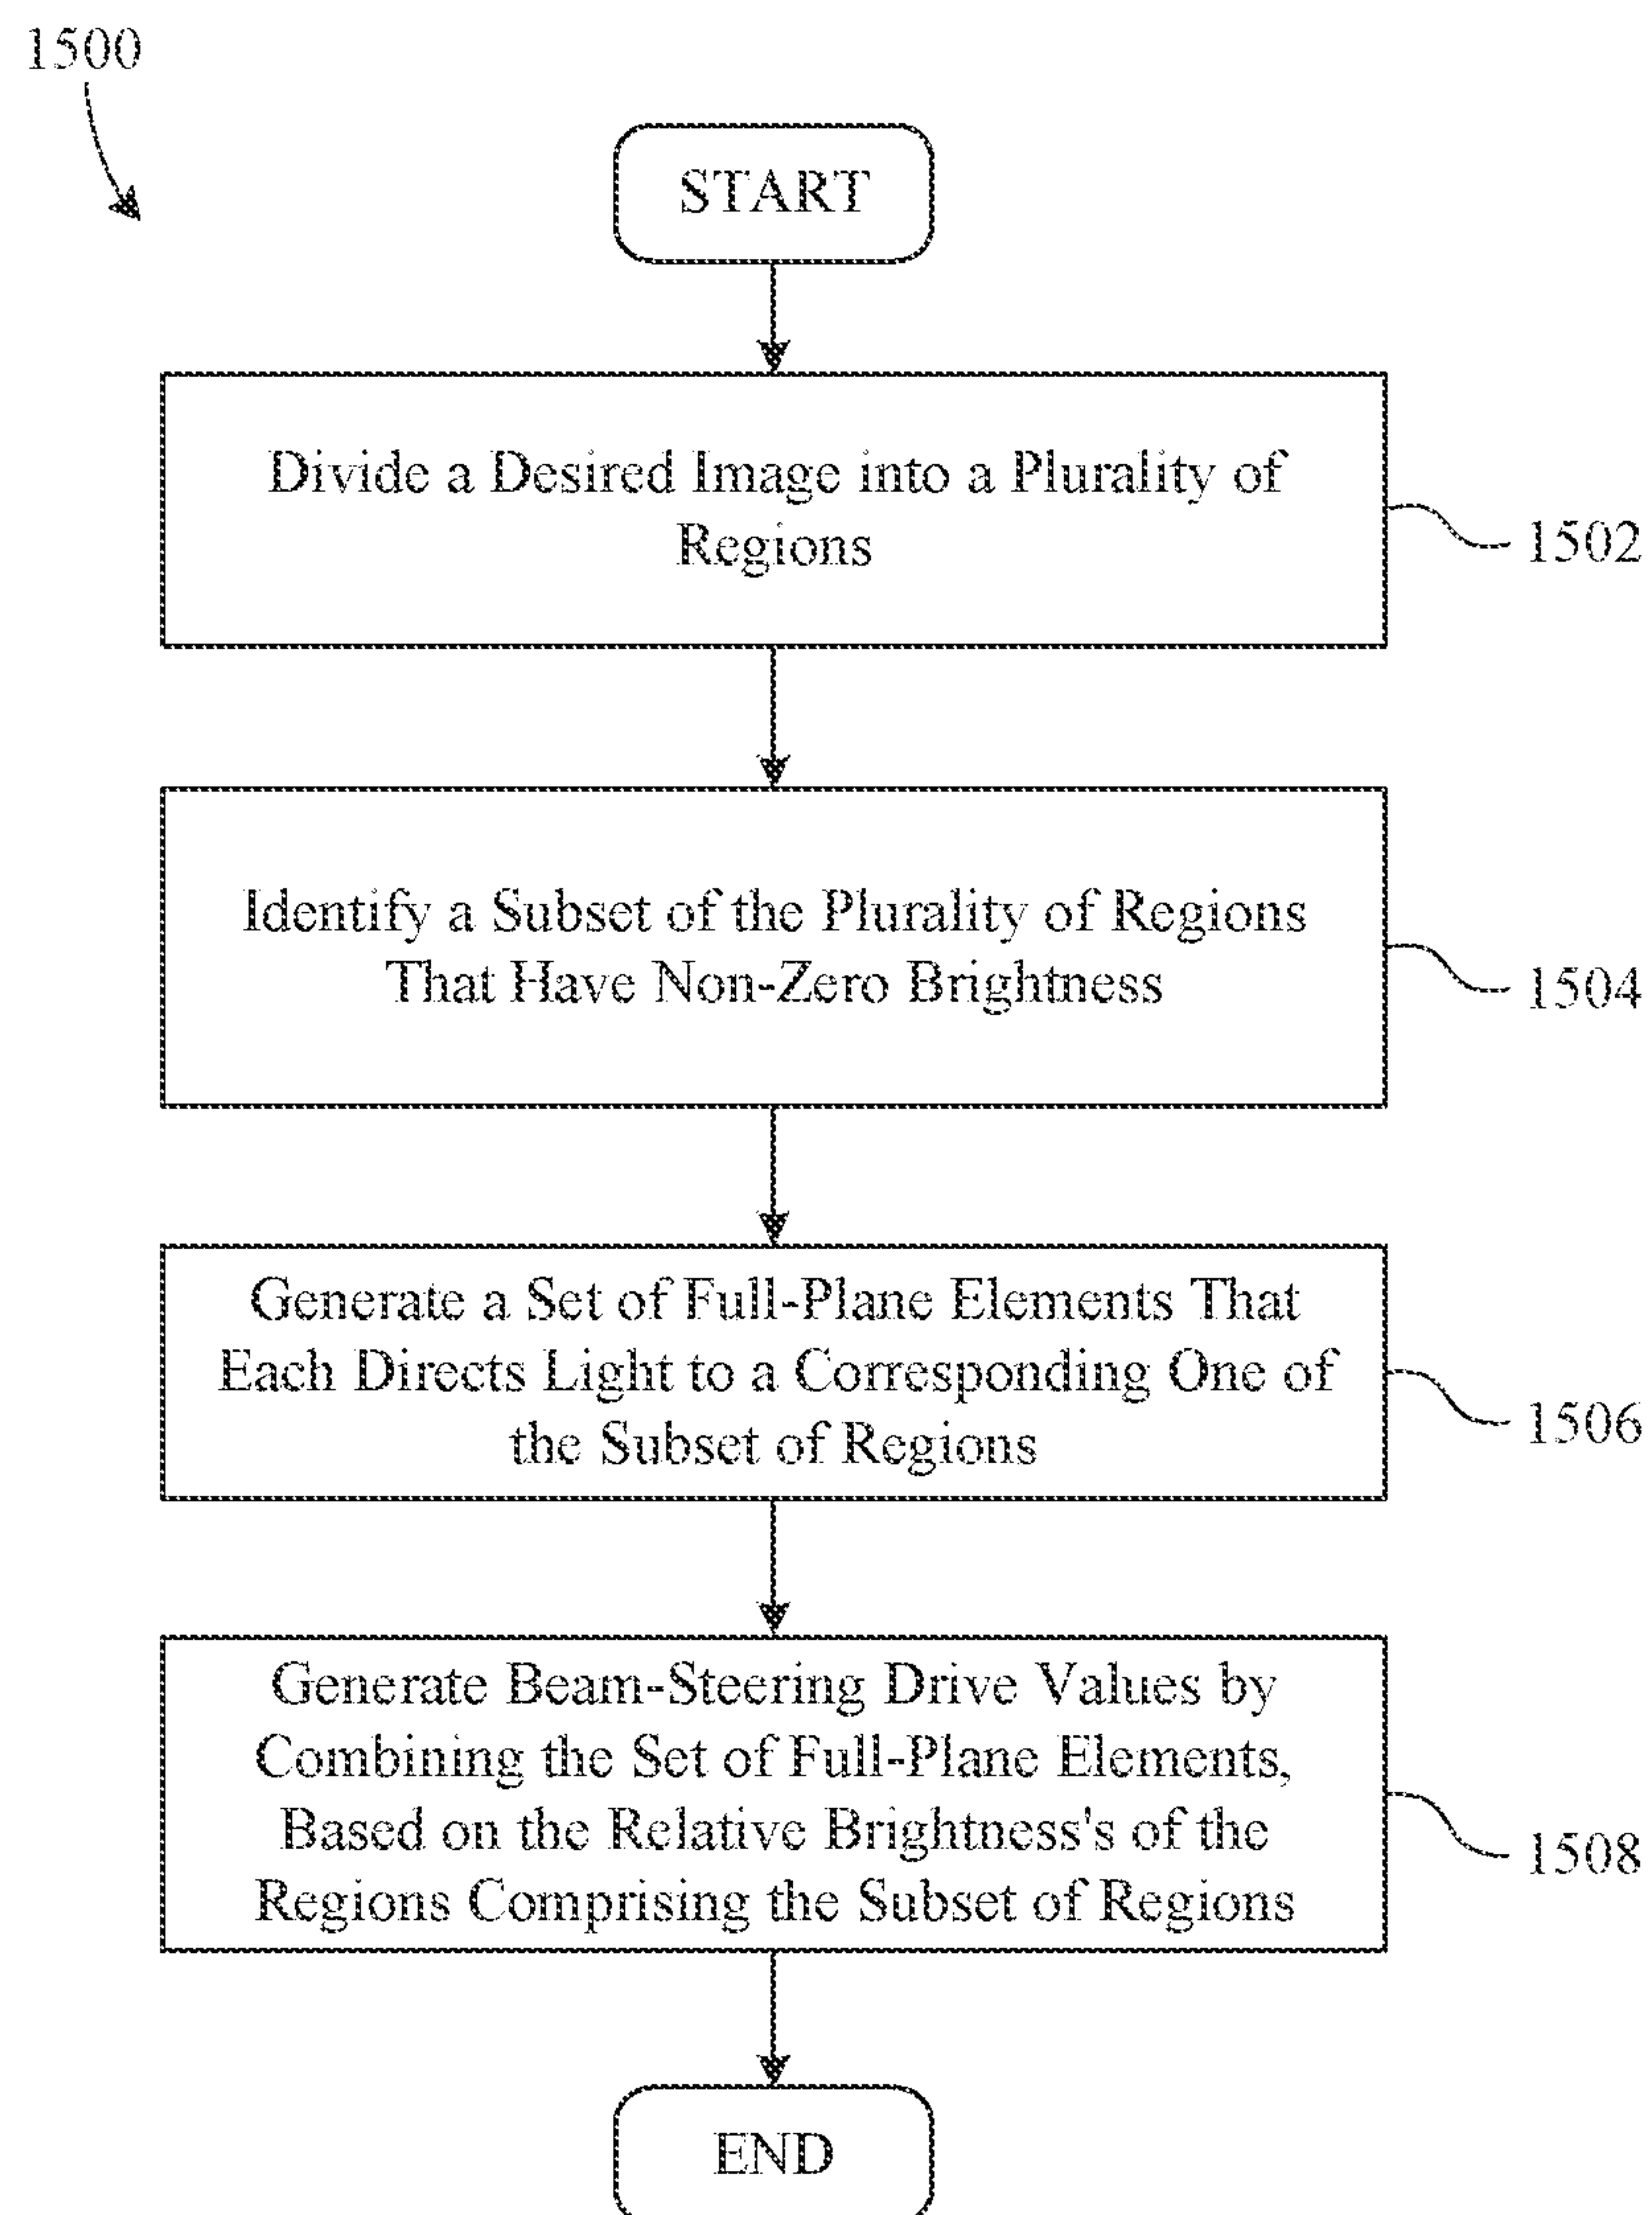 1500
START
Divide a Desired Image into a Plurality of
Regions
1502
Identify a Subset of the Plurality of Regions
That Have Non-Zero Brightness
1504
Generate a Set of Full-Plane Elements That
Each Directs Light to a Corresponding One of
the Subset of Regions
1506
Generate Beam-Steering Drive Values by
Combining the Set of Full-Plane Elements,
Based on the Relative Brightness's of the
Regions Comprising the Subset of Regions
1508
END